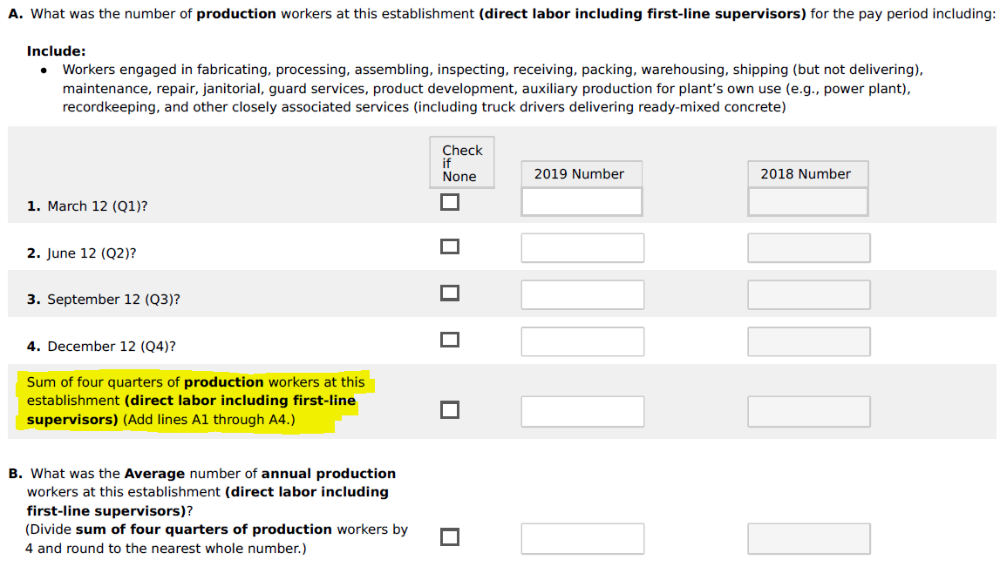 A. What was the number of production workers at this establishment (direct labor including first-line supervisors) for the pay period including:
Include:
• Workers engaged in fabricating, processing, assembling, inspecting, receiving, packing, warehousing, shipping (but not delivering),
maintenance, repair, janitorial, guard services, product development, auxiliary production for plant’s own use (e.g., power plant),
recordkeeping, and other closely associated services (including truck drivers delivering ready-mixed concrete)
Check
if
None
2019 Number
2018 Number
1. March 12 (Q1)?
2. June 12 (Q2)?
3. September 12 (Q3)?
4. December 12 (Q4)?
Sum of four quarters of production workers at this
establishment (direct labor including first-line
supervisors) (Add lines A1 through A4.)
B. What was the Average number of annual production
workers at this establishment (direct labor including
first-line supervisors)?
(Divide sum of four quarters of production workers by
4 and round to the nearest whole number.)